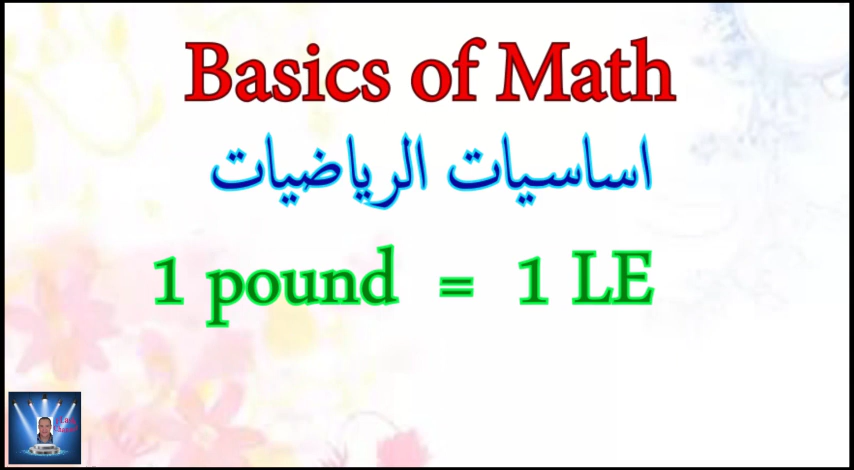 Basics of Math
اساسيات الرياضيات
1 pound = 1 LE